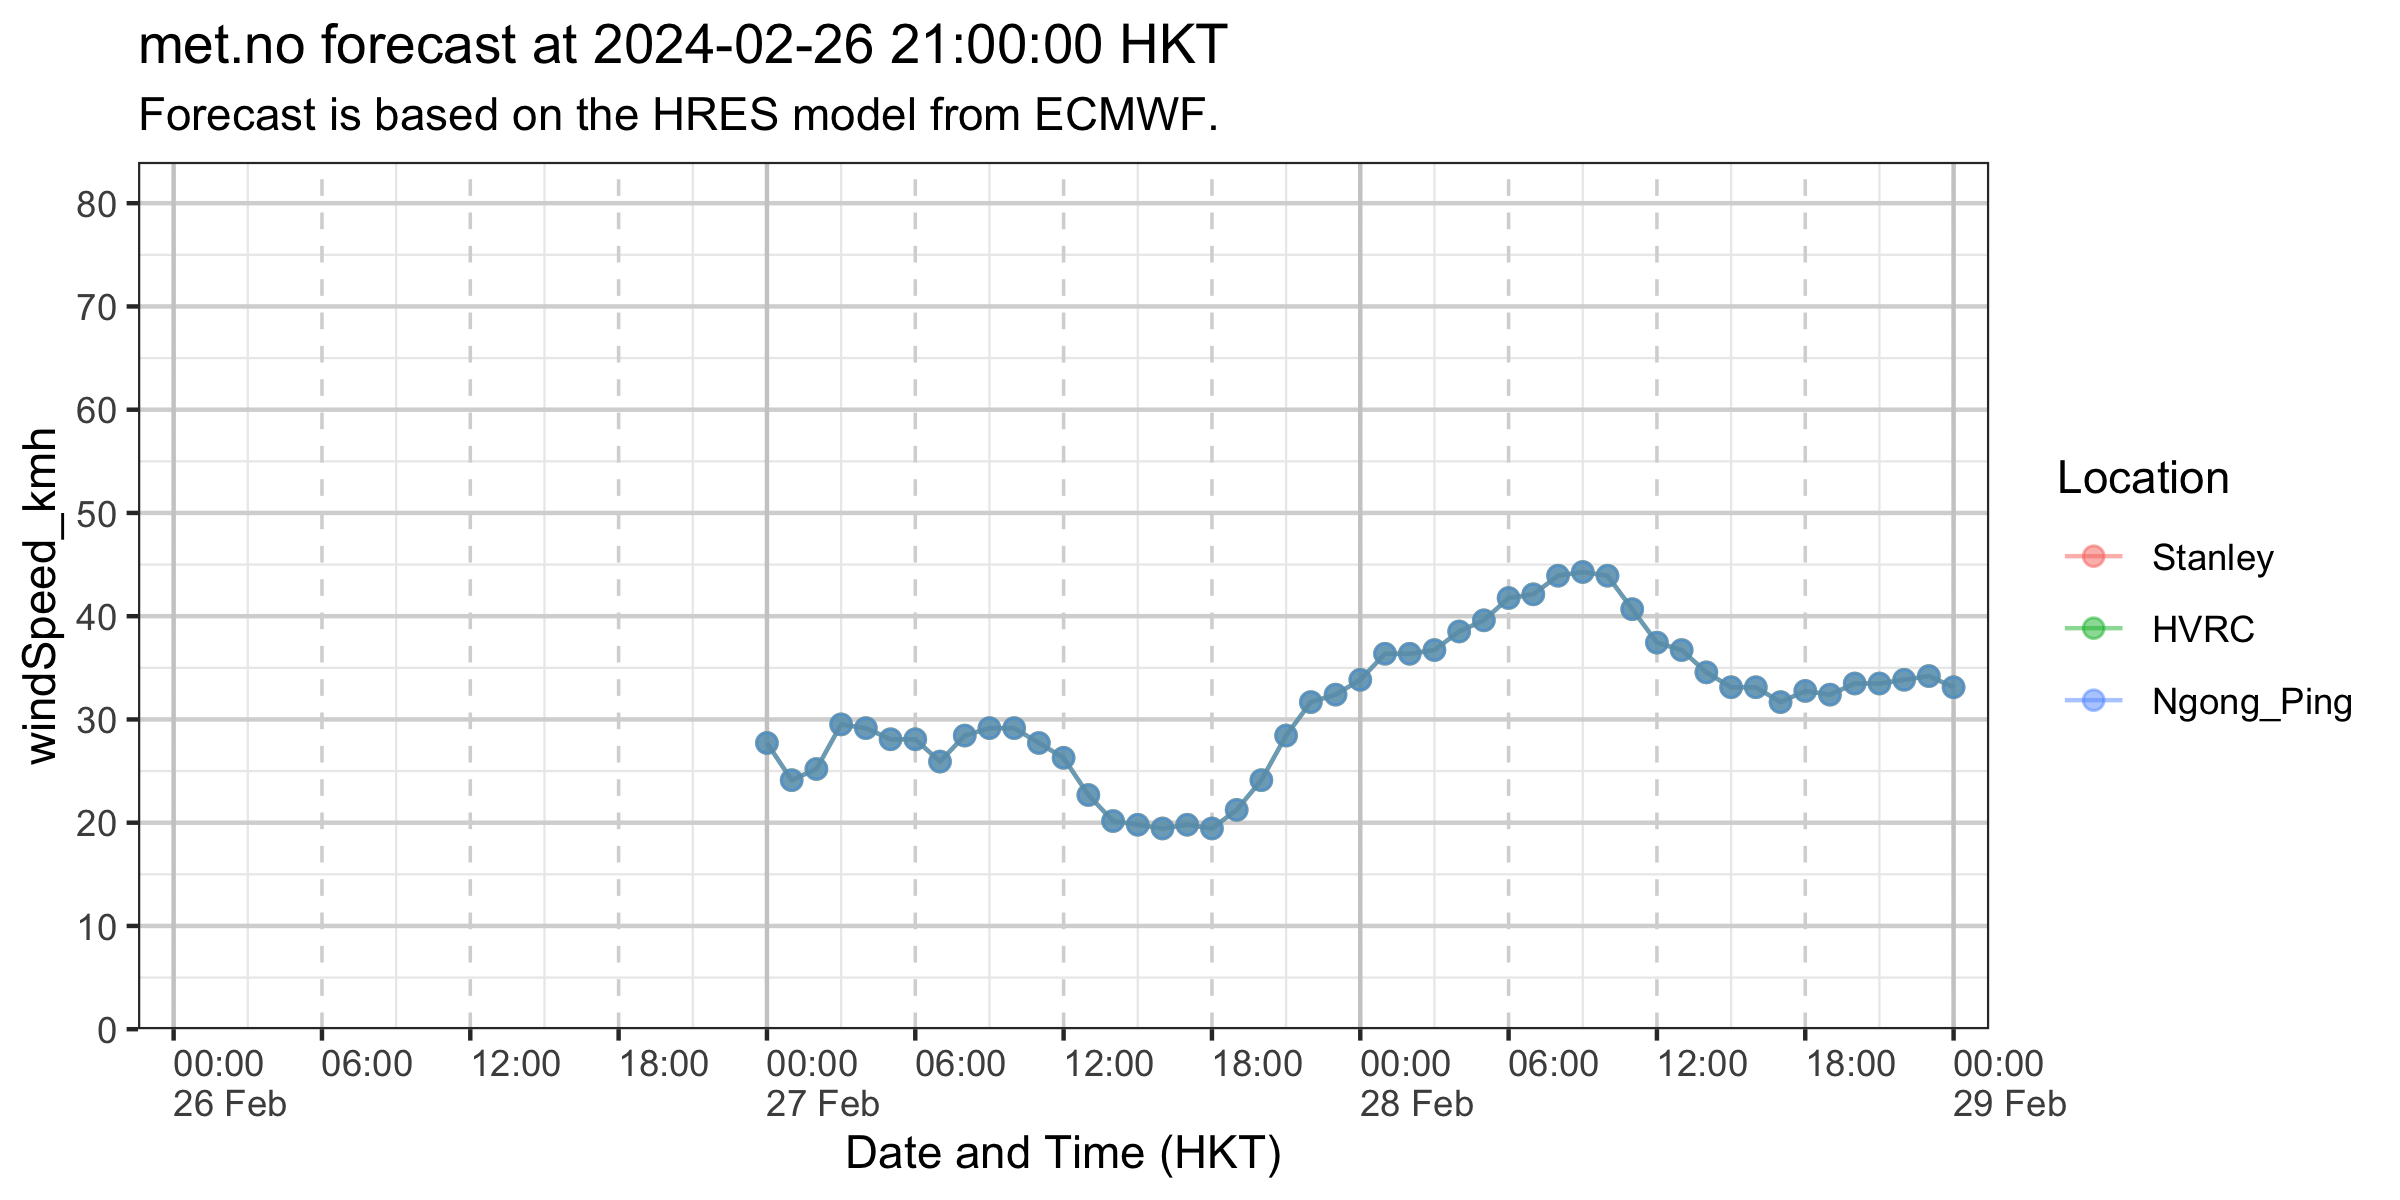 met.no forecast at 2024-02-26 21:00:00 HKT
Forecast is based on the HRES model from ECMWF.
windSpeed_kmh
80
70
60
50
40
30
20
10
0
00:00 06:00 12:00 18:00 00:00 06:00 12:00 18:00 00:00 06:00 12:00 18:00 00:00
26 Feb 27 Feb 28 Feb 29 Feb
Date and Time (HKT)
Location
Stanley
HVRC
Ngong_Ping